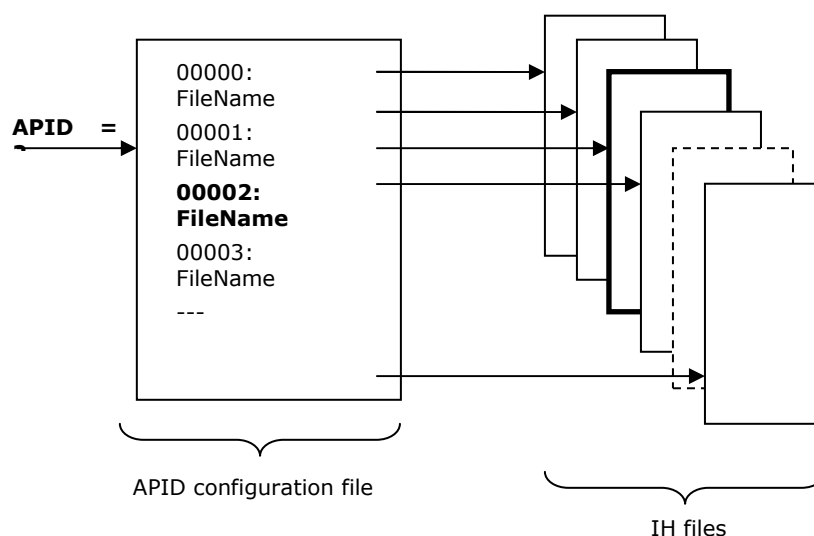 00000:
FileName
APID =
00001:
FileName
00002:
FileName
00003:
FileName
---
APID configuration file
IH files